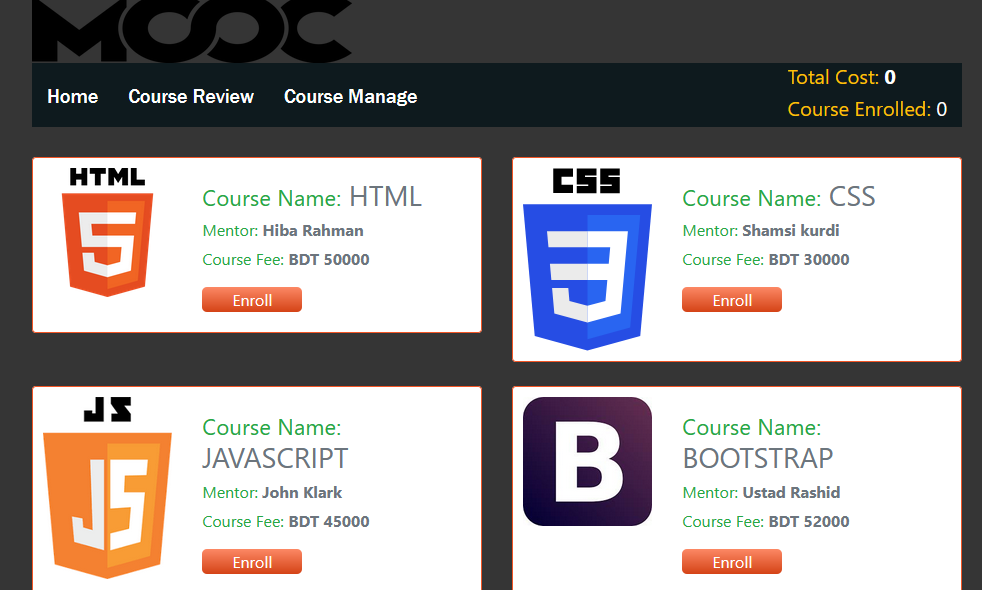 MOOC
Home Course Review Course Manage
Total Cost: 0
Course Enrolled: 0
HTML
5
Course Name: HTML
Mentor: Hiba Rahman
Course Fee: BDT 50000
Enroll
CSS
3
Course Name: CSS
Mentor: Shamsi kurdi
Course Fee: BDT 30000
Enroll
JS
JS
Course Name:
JAVASCRIPT
Mentor: John Klark
Course Fee: BDT 45000
Enroll
B
Course Name:
BOOTSTRAP
Mentor: Ustad Rashid
Course Fee: BDT 52000
Enroll